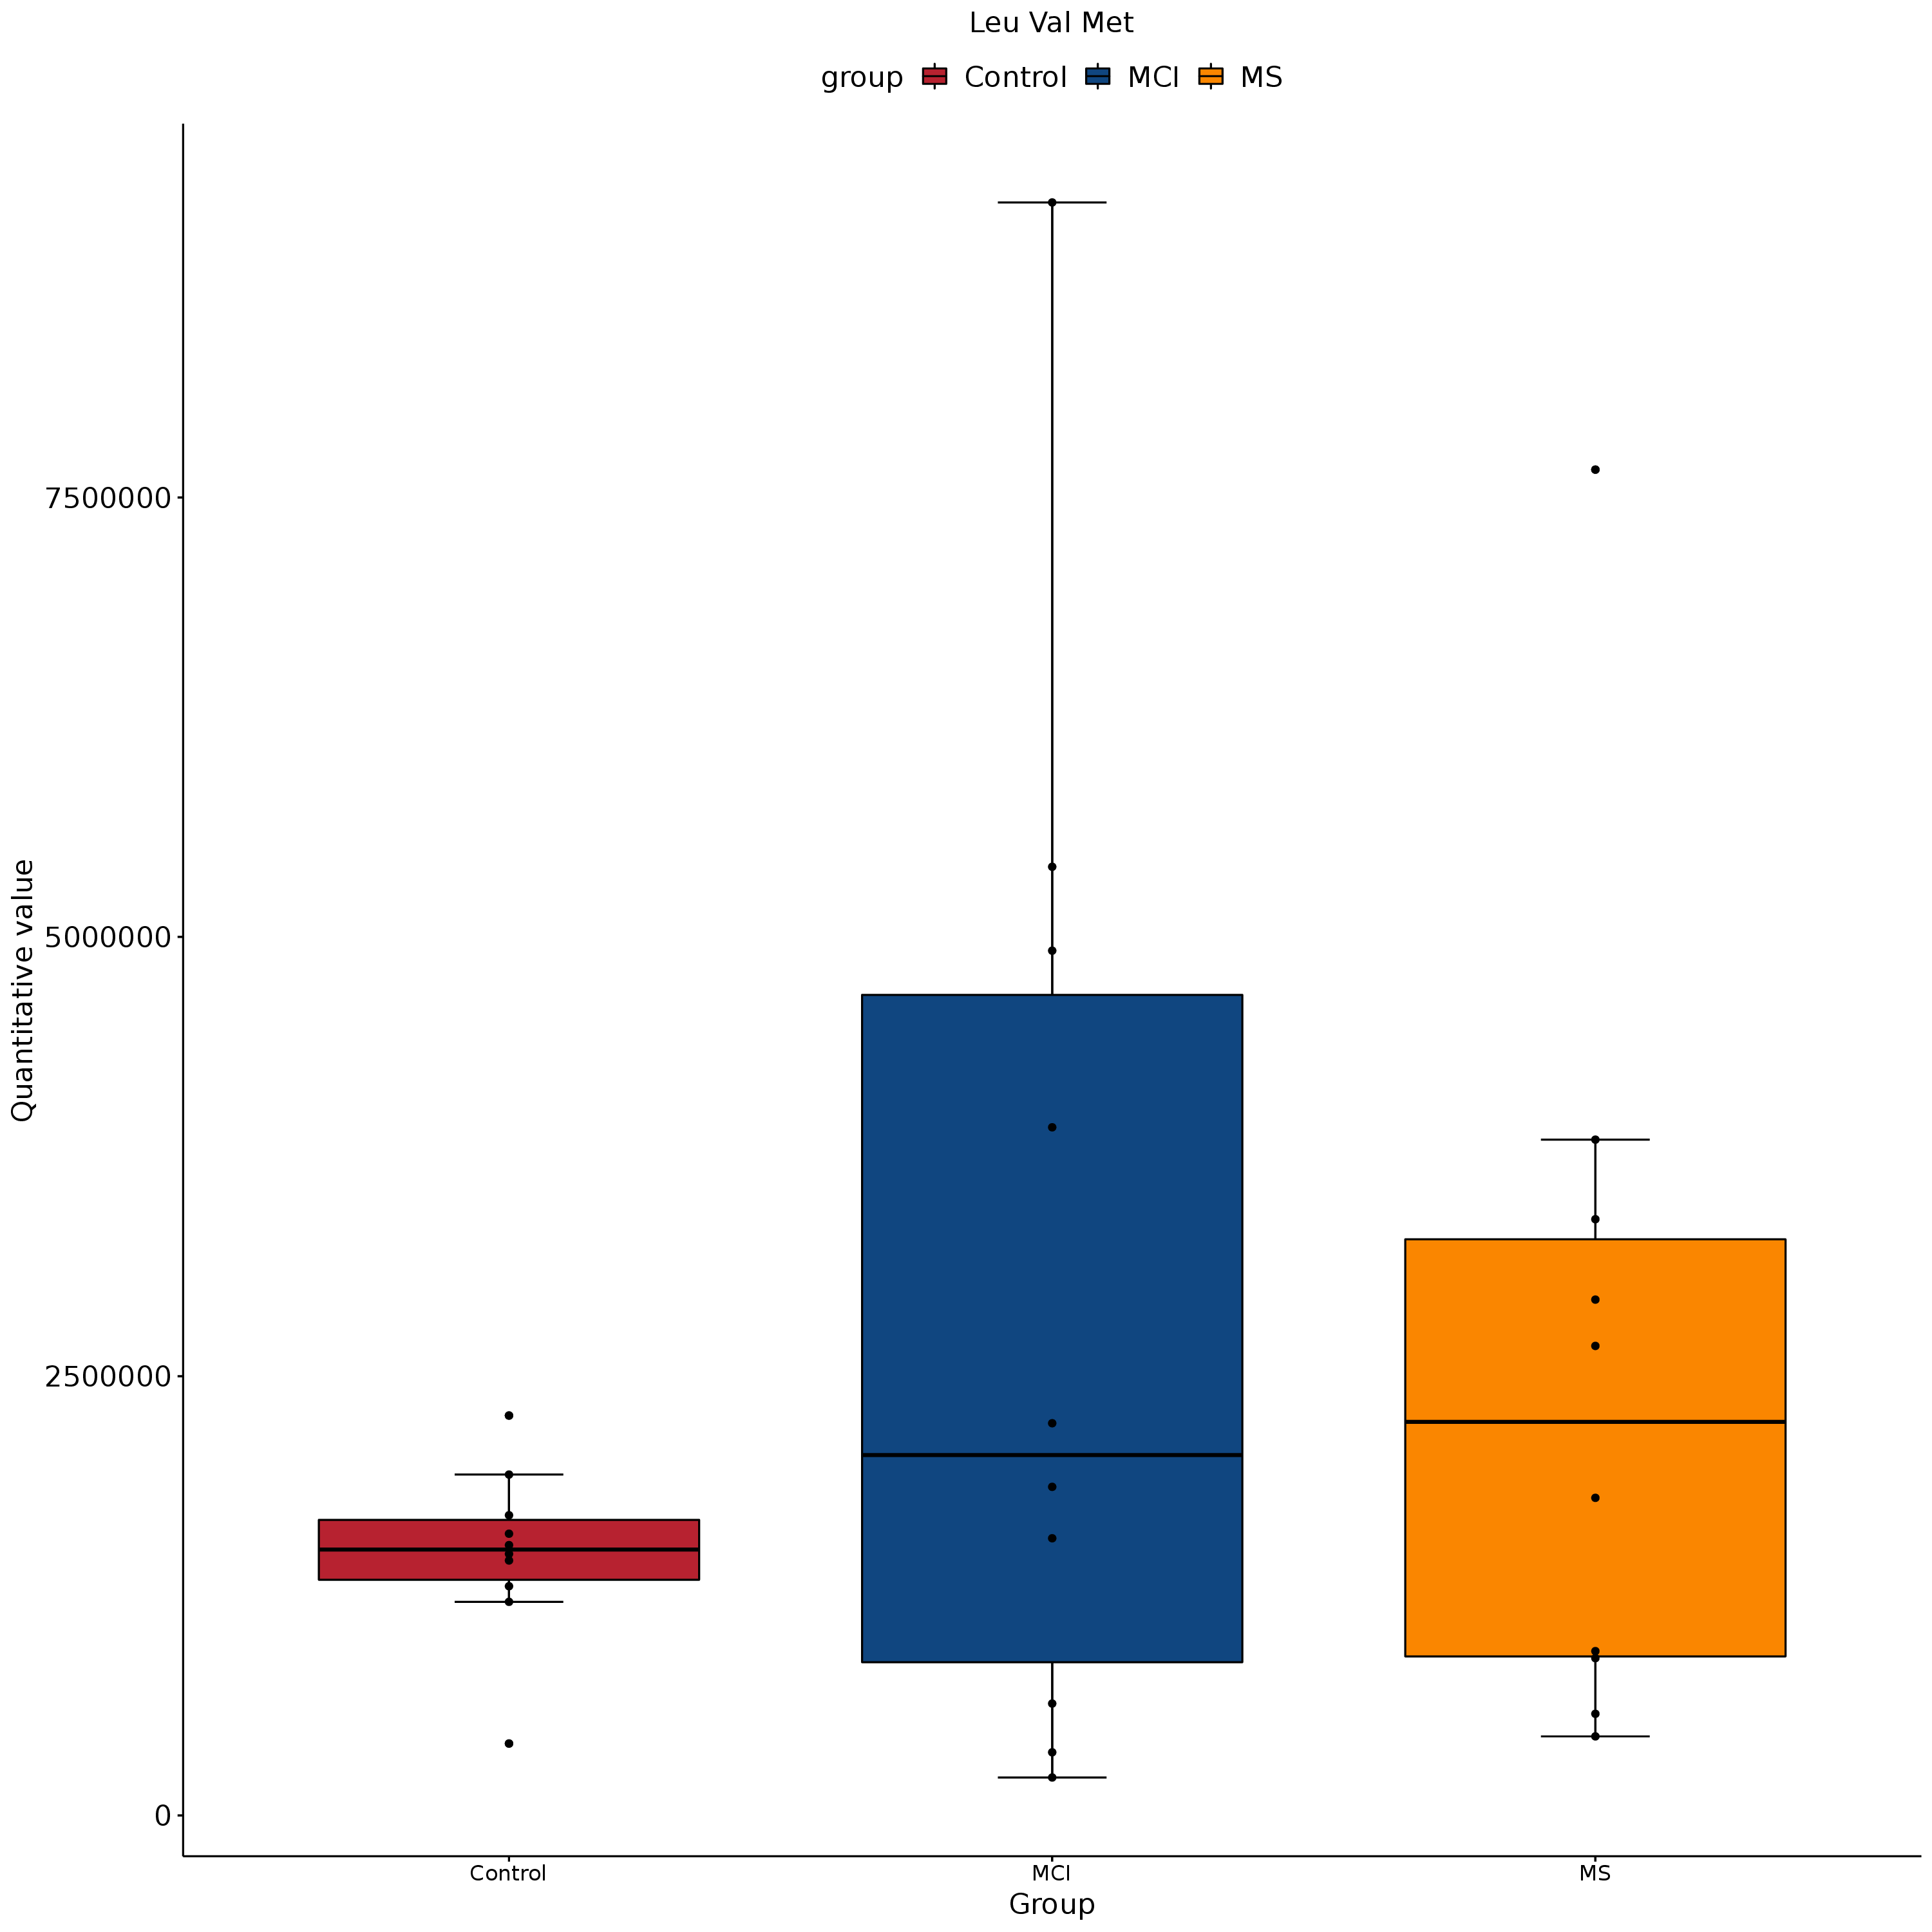 Leu Val Met
group Control MCI MS
Quantitative value
7500000
5000000
2500000
0
Control MCI MS
Group